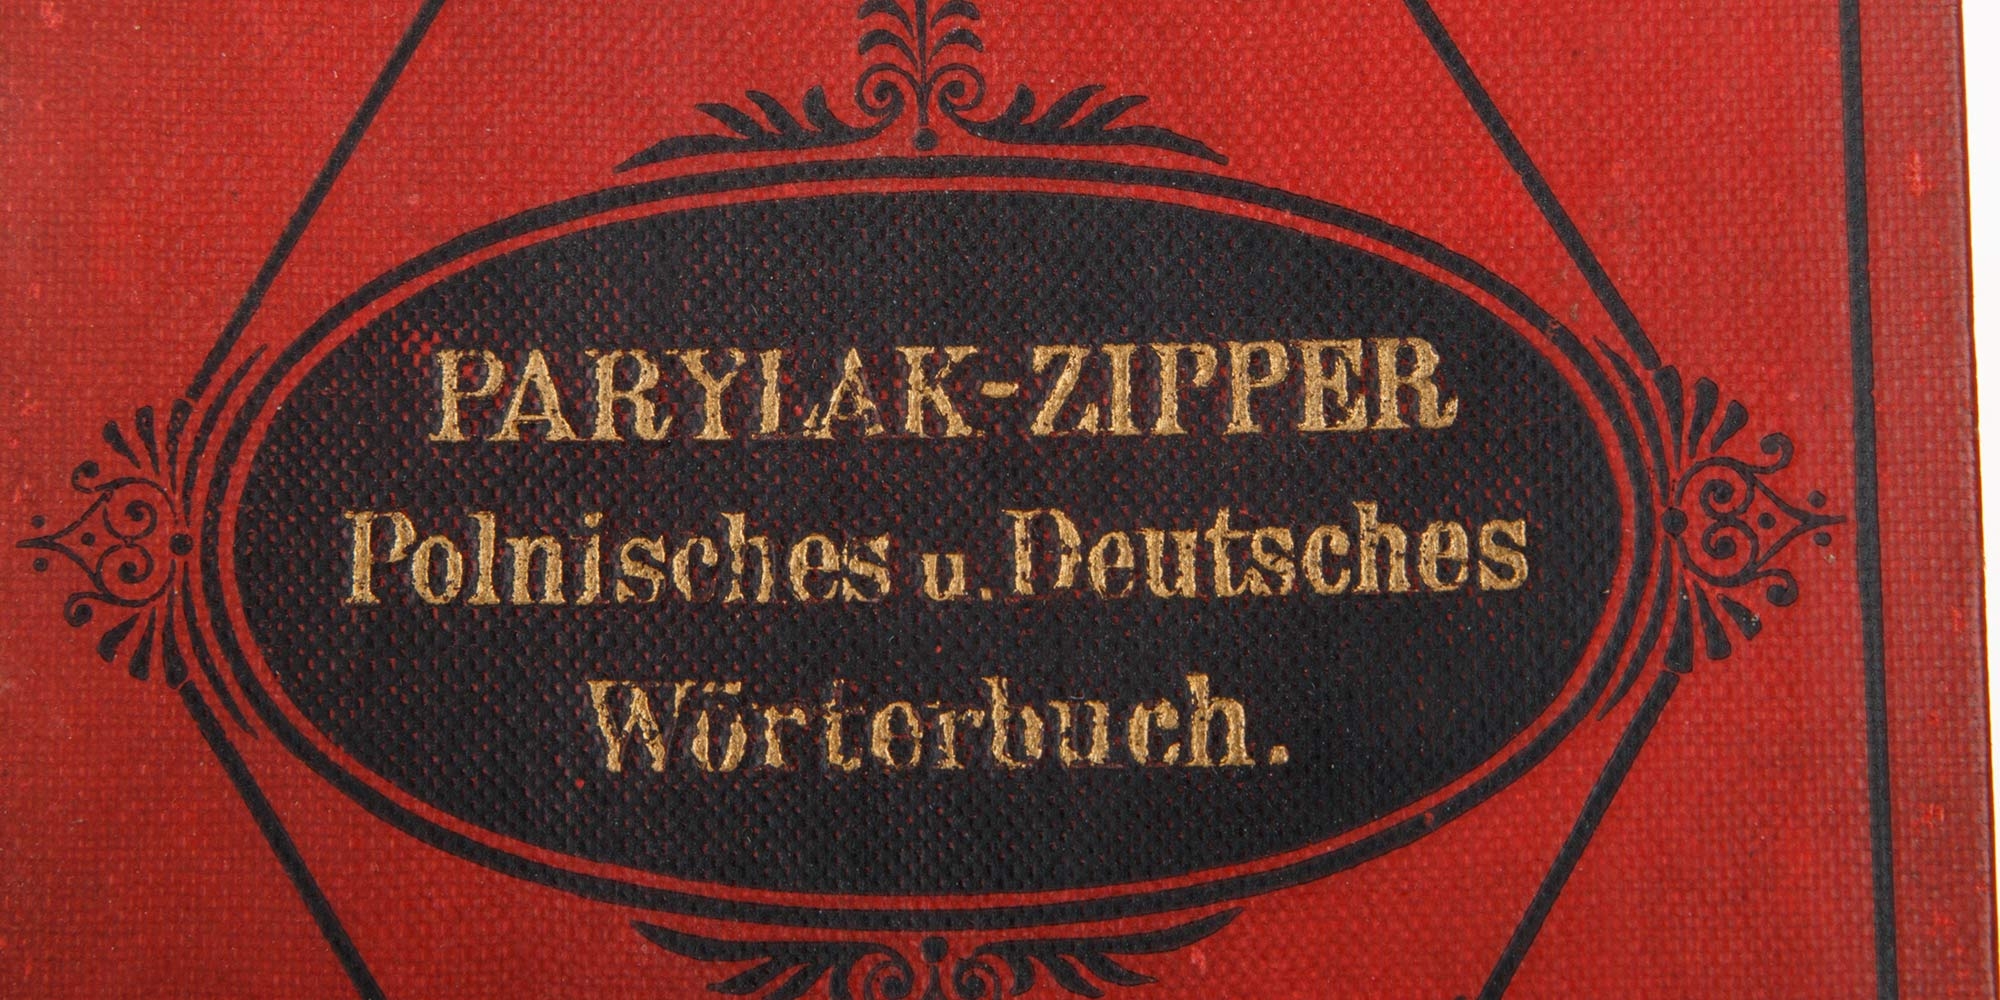 PARYLAK-ZIPPER
Polnisches u. Deutsches
Wörterbuch.